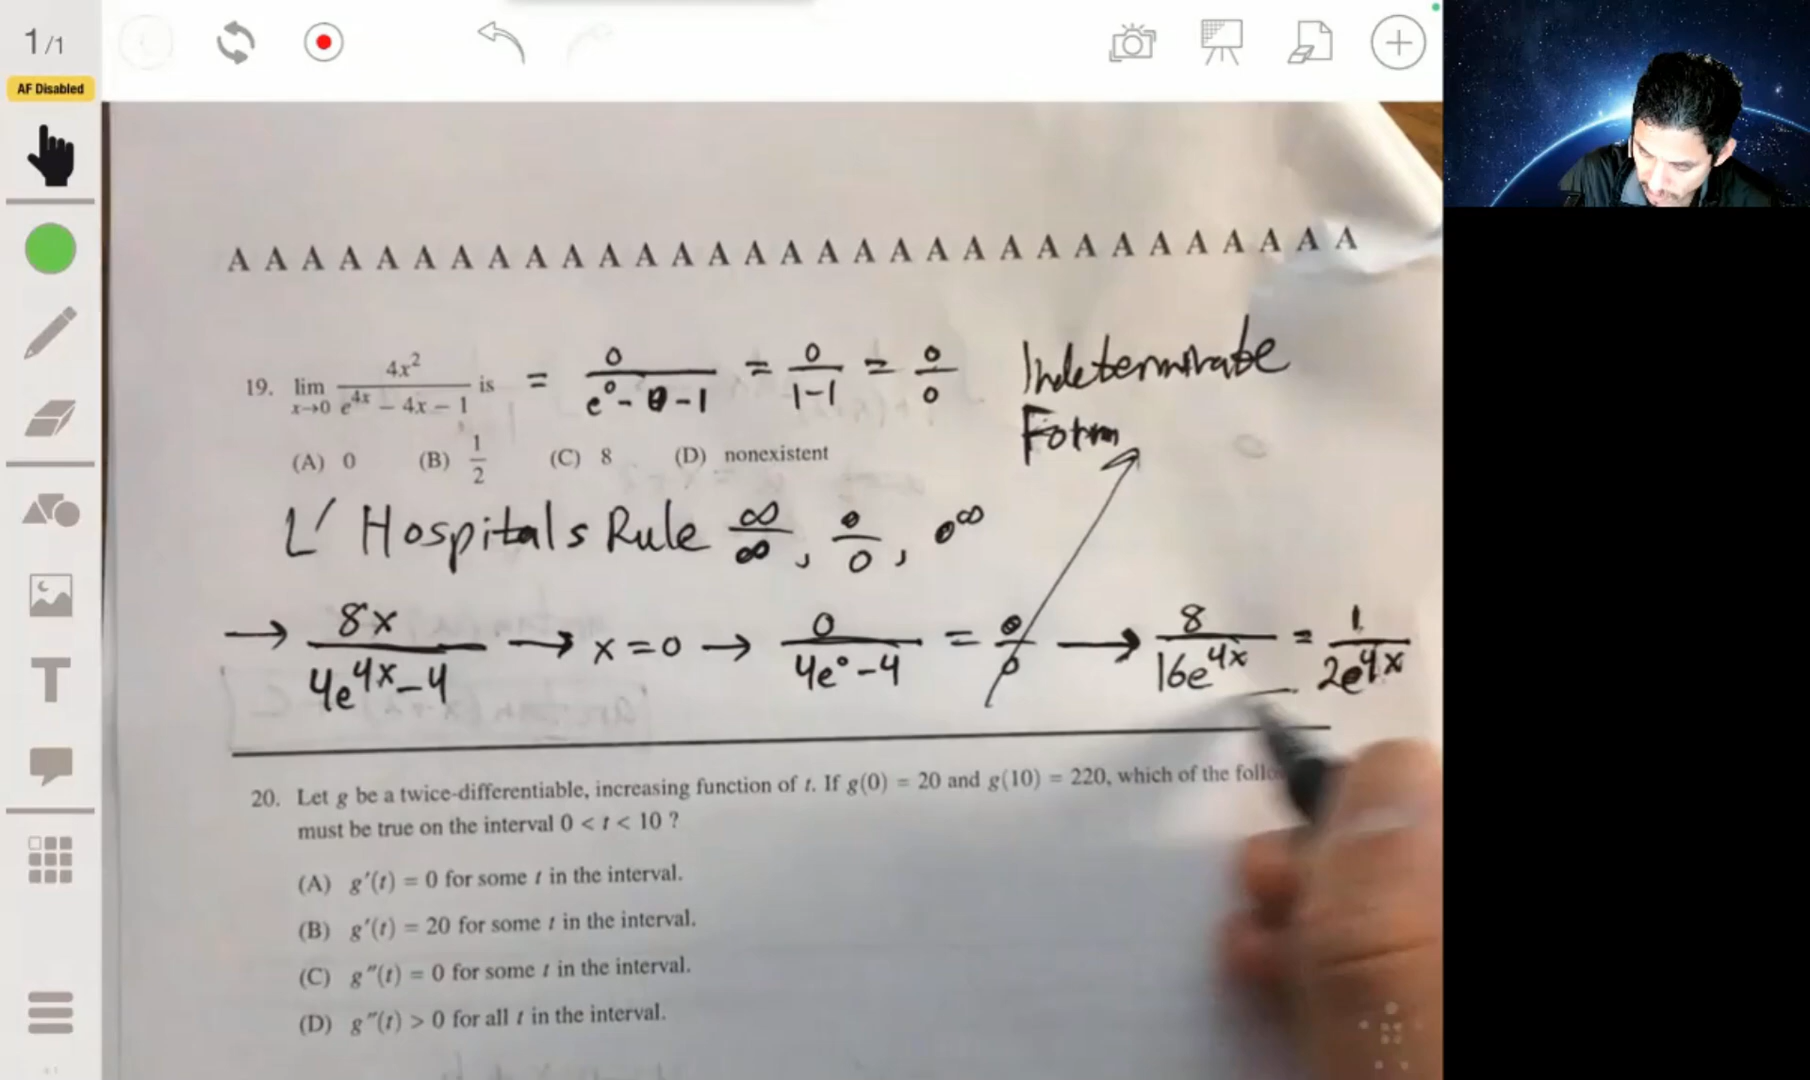 1/1
AF Disabled
T
A A A A A A A A A A A A A A A A A A A A A A A A A A A A A A A
19. lim x→0 4x² / e^4x − 4x − 1 is = 0 / e⁰ - 0 - 1 = 0 / 1-1 = 0 / 0 Indeterminate
Form
(A) 0 (B) 1/2 (C) 8 (D) nonexistent
L' Hospitals Rule ∞/∞, 0/0, 0^∞
→ 8x / 4e^4x - 4 → x = 0 → 0 / 4e⁰ - 4 = 0 / 0 → 8 / 16e^4x = 1 / 2e^4x
20. Let g be a twice-differentiable, increasing function of t. If g(0) = 20 and g(10) = 220, which of the
must be true on the interval 0 < t < 10 ?
(A) g′(t) = 0 for some t in the interval.
(B) g′(t) = 20 for some t in the interval.
(C) g″(t) = 0 for some t in the interval.
(D) g″(t) > 0 for all t in the interval.